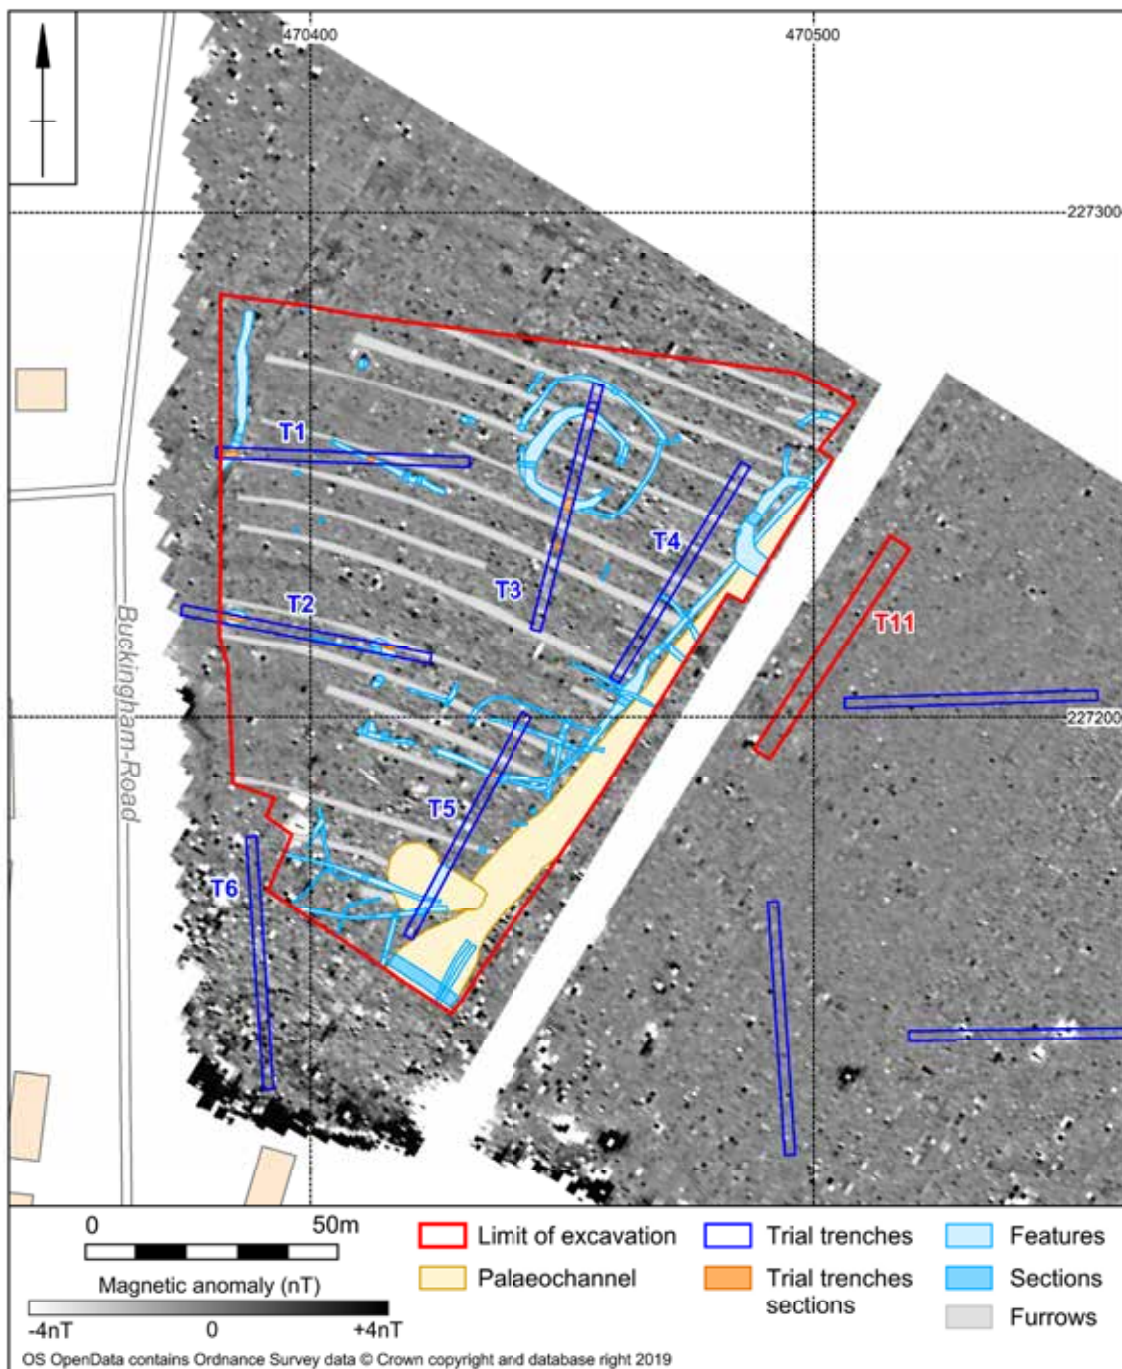 470400
470500
227300
T1
T4
T3
T2
T11
227200
Buckingham-Road
T5
T6
0
50m
Magnetic anomaly (nT)
-4nT
0
+4nT
Limit of excavation
Palaeochannel
Trial trenches
Trial trenches
sections
Features
Sections
Furrows
OS OpenData contains Ordnance Survey data © Crown copyright and database right 2019